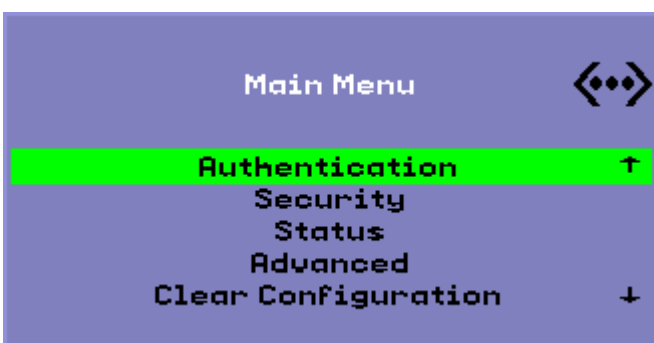 Main Menu
Authentication
Security
Status
Advanced
Clear Configuration